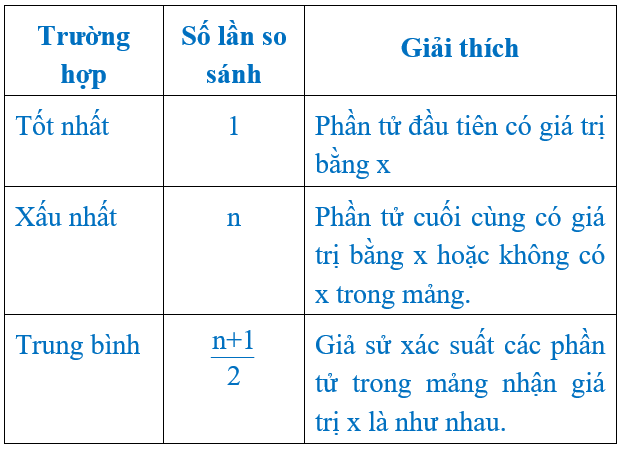 Trường hợp
Số lần so sánh
Giải thích
Tốt nhất
1
Phần tử đầu tiên có giá trị
bằng x
Xấu nhất
n
Phần tử cuối cùng có giá
trị bằng x hoặc không có
x trong mảng.
Trung bình
n+1
2
Giả sử xác suất các phần
tử trong mảng nhận giá
trị x là như nhau.